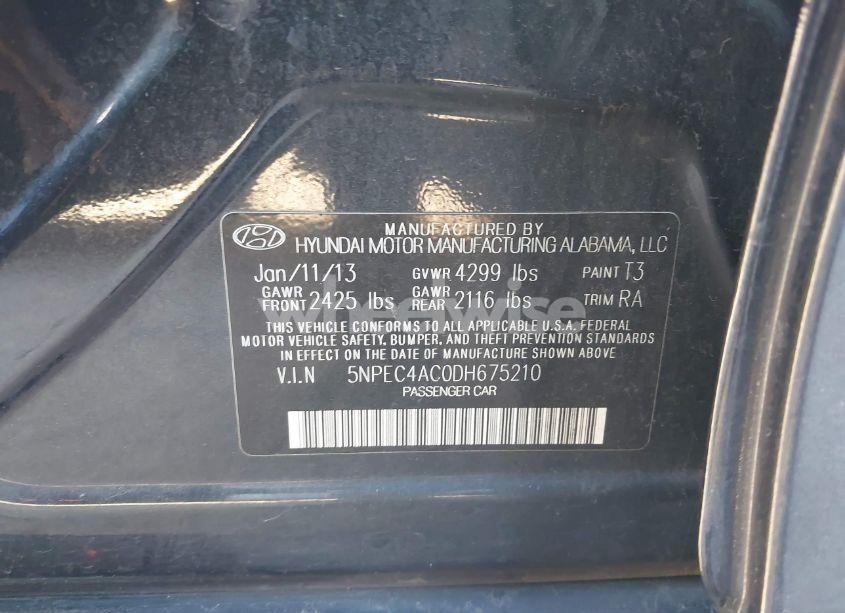 MANUFACTURED BY
HYUNDAI MOTOR MANUFACTURING ALABAMA, LLC
Jan/11/13 GVWR 4299 lbs PAINT T3
GAWR FRONT 2425 lbs GAWR REAR 2116 lbs TRIM RA
THIS VEHICLE CONFORMS TO ALL APPLICABLE U.S.A. FEDERAL
MOTOR VEHICLE SAFETY, BUMPER, AND THEFT PREVENTION STANDARDS
IN EFFECT ON THE DATE OF MANUFACTURE SHOWN ABOVE
V.I.N 5NPEC4AC0DH675210
PASSENGER CAR
wheelwise